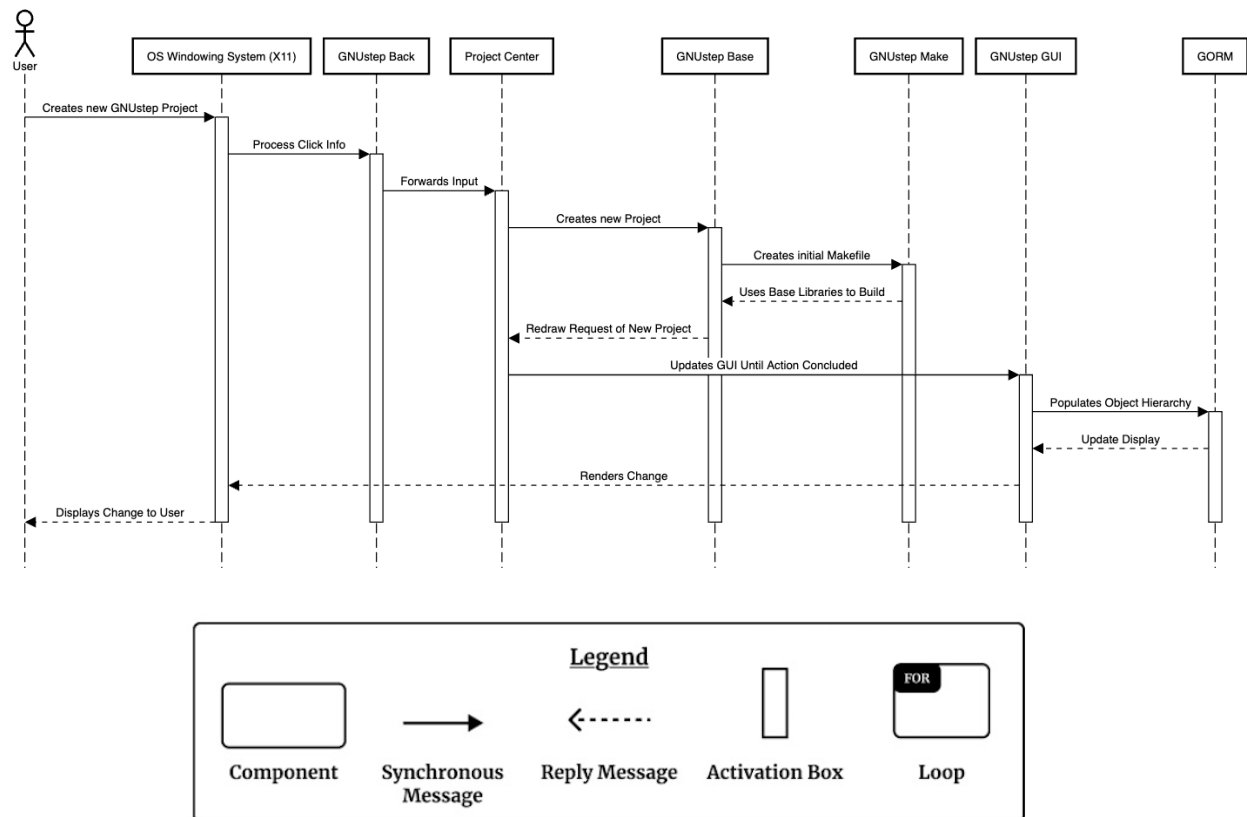 User
OS Windowing System (X11)
GNUstep Back
Project Center
GNUstep Base
GNUstep Make
GNUstep GUI
GORM
Creates new GNUstep Project
Process Click Info
Forwards Input
Creates new Project
Creates initial Makefile
Uses Base Libraries to Build
Redraw Request of New Project
Updates GUI Until Action Concluded
Populates Object Hierarchy
Update Display
Renders Change
Displays Change to User
Legend
FOR
Component
Synchronous
Message
Reply Message
Activation Box
Loop